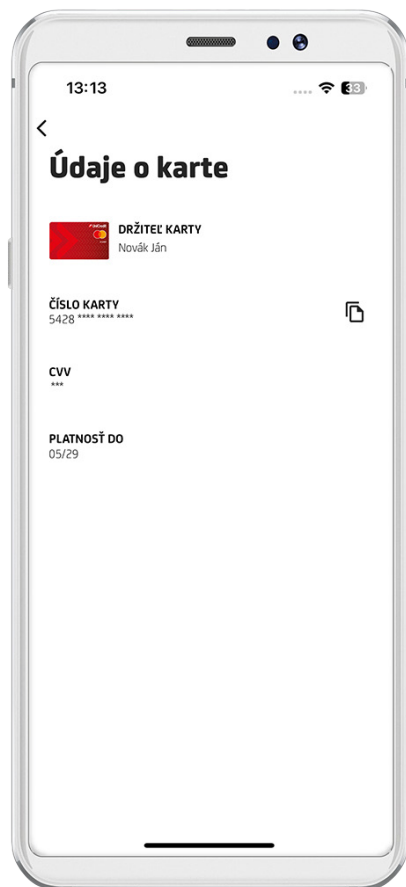 13:13
33
Údaje o karte
DRŽITEĽ KARTY
Novák Ján
ČÍSLO KARTY
5428 **** **** ****
CVV
***
PLATNOSŤ DO
05/29